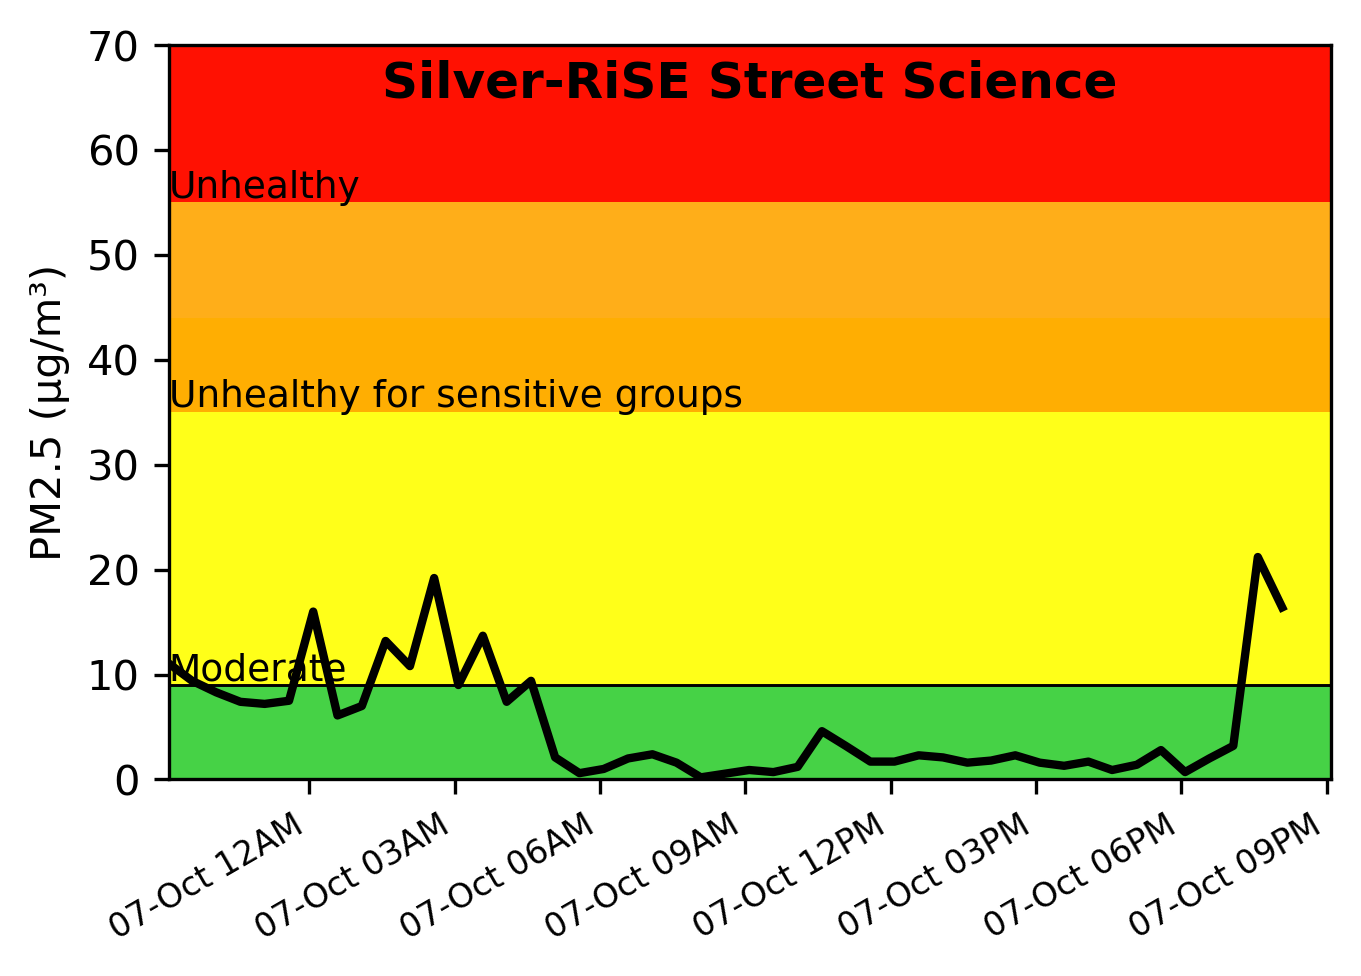 Silver-RiSE Street Science
PM2.5 (µg/m³)
70
60
50
40
30
20
10
0
Unhealthy
Unhealthy for sensitive groups
Moderate
07-Oct 12AM
07-Oct 03AM
07-Oct 06AM
07-Oct 09AM
07-Oct 12PM
07-Oct 03PM
07-Oct 06PM
07-Oct 09PM